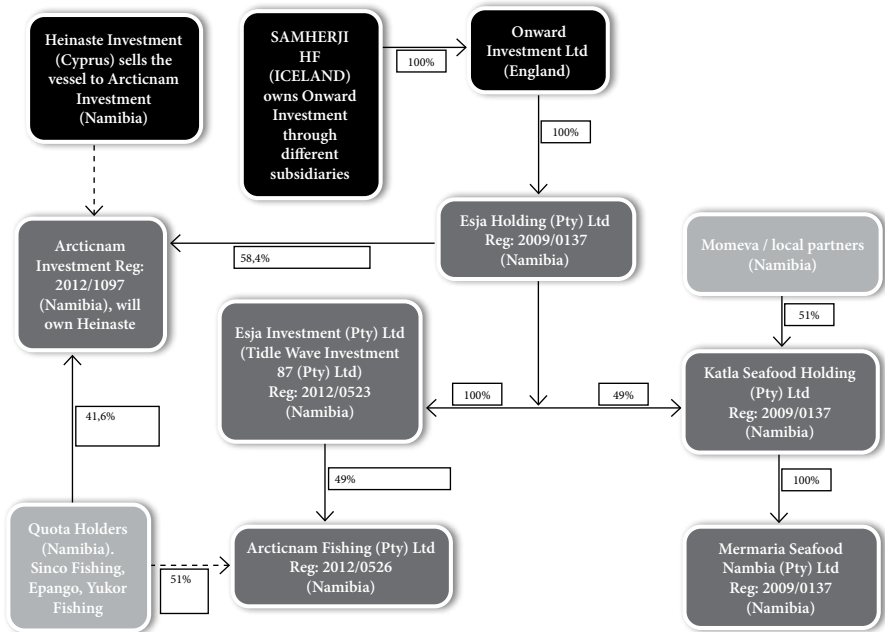 Heinaste Investment
(Cyprus) sells the
vessel to Arcticnam
Investment
(Namibia)
SAMHERJI
HF
(ICELAND)
owns Onward
Investment
through
different
subsidiaries
100%
Onward
Investment Ltd
(England)
100%
Arcticnam
Investment Reg:
2012/1097
(Namibia), will
own Heinaste
58,4%
Esja Holding (Pty) Ltd
Reg: 2009/0137
(Namibia)
Momeva / local partners
(Namibia)
51%
Esja Investment (Pty) Ltd
(Tidle Wave Investment
87 (Pty) Ltd)
Reg: 2012/0523
(Namibia)
100%
49%
Katla Seafood Holding
(Pty) Ltd
Reg: 2009/0137
(Namibia)
41,6%
49%
100%
Quota Holders
(Namibia).
Sinco Fishing,
Epango, Yukor
Fishing
51%
Arcticnam Fishing (Pty) Ltd
Reg: 2012/0526
(Namibia)
Mermaria Seafood
Nambia (Pty) Ltd
Reg: 2009/0137
(Namibia)